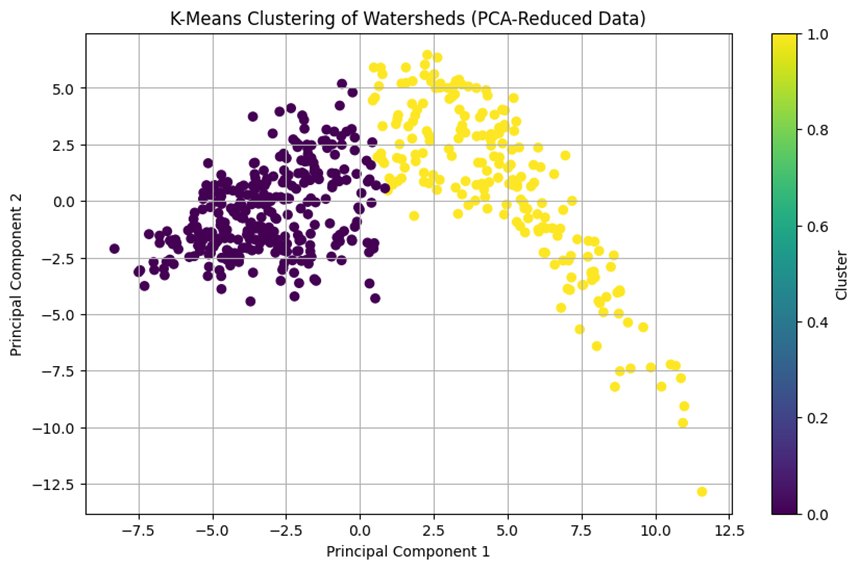 K-Means Clustering of Watersheds (PCA-Reduced Data)
Principal Component 2
5.0
2.5
0.0
−2.5
−5.0
−7.5
−10.0
−12.5
−7.5 −5.0 −2.5 0.0 2.5 5.0 7.5 10.0 12.5
Principal Component 1
1.0
0.8
0.6
0.4
0.2
0.0
Cluster